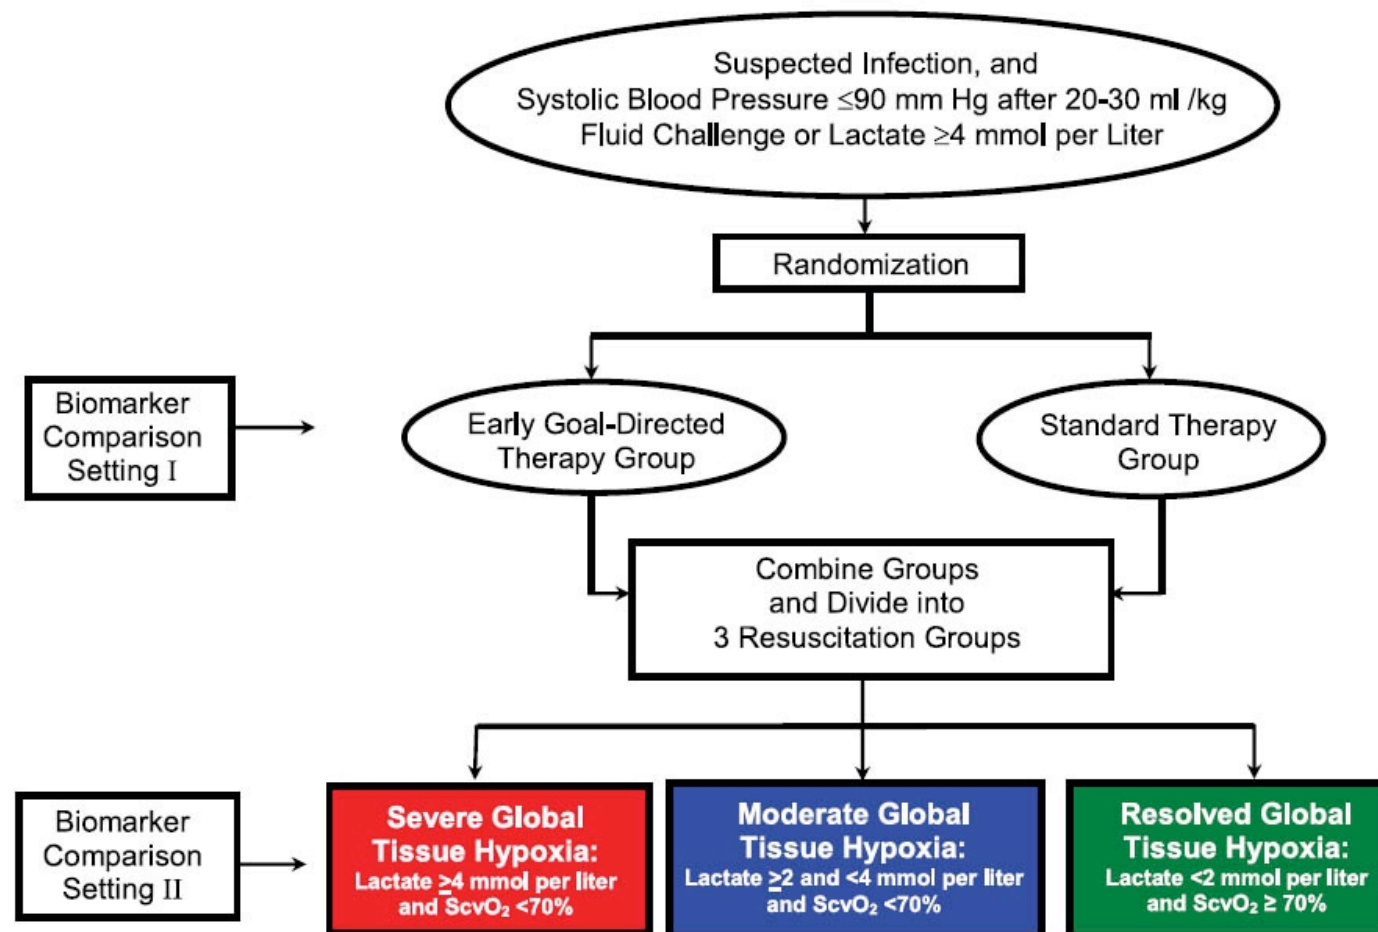 Suspected Infection, and
Systolic Blood Pressure ≤90 mm Hg after 20-30 ml /kg
Fluid Challenge or Lactate ≥4 mmol per Liter
Randomization
Biomarker
Comparison
Setting I
Early Goal-Directed
Therapy Group
Standard Therapy
Group
Combine Groups
and Divide into
3 Resuscitation Groups
Biomarker
Comparison
Setting II
Severe Global
Tissue Hypoxia:
Lactate ≥4 mmol per liter
and ScvO₂ <70%
Moderate Global
Tissue Hypoxia:
Lactate ≥2 and <4 mmol per liter
and ScvO₂ <70%
Resolved Global
Tissue Hypoxia:
Lactate <2 mmol per liter
and ScvO₂ ≥ 70%